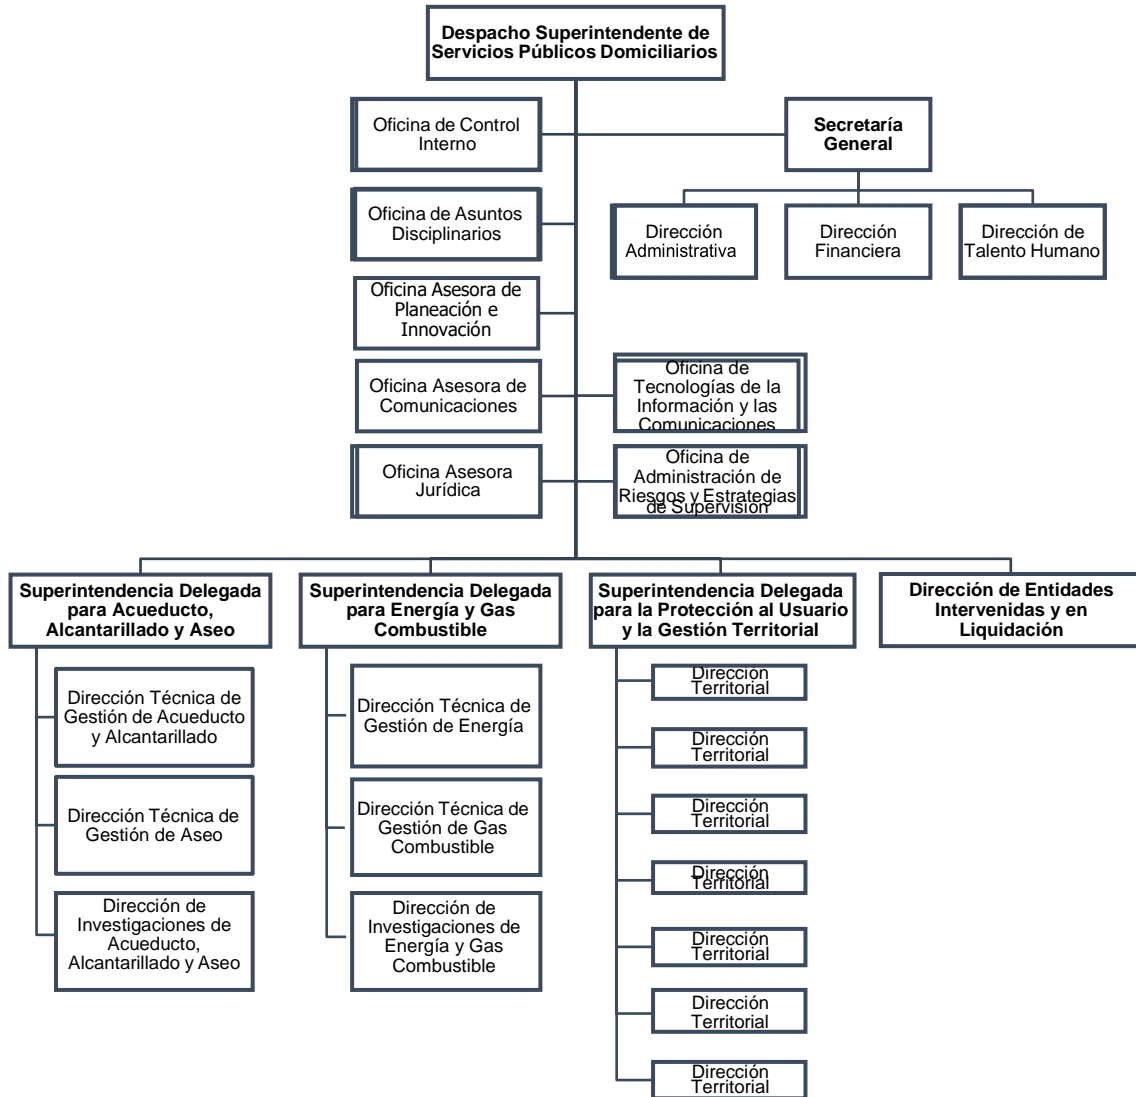 Despacho Superintendente de
Servicios Públicos Domiciliarios
Oficina de Control
Interno
Secretaría
General
Oficina de Asuntos
Disciplinarios
Dirección
Administrativa
Dirección
Financiera
Dirección de
Talento Humano
Oficina Asesora de
Planeación e
Innovación
Oficina Asesora de
Comunicaciones
Oficina de
Tecnologías de la
Información y las
Comunicaciones
Oficina Asesora
Jurídica
Oficina de
Administración de
Riesgos y Estrategias
de Supervisión
Superintendencia Delegada
para Acueducto,
Alcantarillado y Aseo
Superintendencia Delegada
para Energía y Gas
Combustible
Superintendencia Delegada
para la Protección al Usuario
y la Gestión Territorial
Dirección de Entidades
Intervenidas y en
Liquidación
Dirección Técnica de
Gestión de Acueducto
y Alcantarillado
Dirección Técnica de
Gestión de Aseo
Dirección de
Investigaciones de
Acueducto,
Alcantarillado y Aseo
Dirección Técnica de
Gestión de Energía
Dirección Técnica de
Gestión de Gas
Combustible
Dirección de
Investigaciones de
Energía y Gas
Combustible
Dirección
Territorial
Dirección
Territorial
Dirección
Territorial
Dirección
Territorial
Dirección
Territorial
Dirección
Territorial
Dirección
Territorial